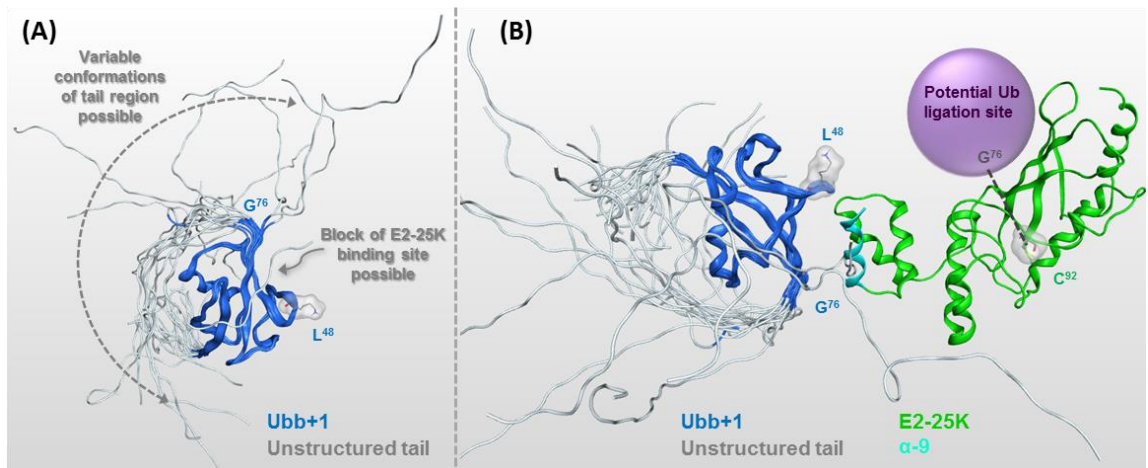 (A)
Variable
conformations
of tail region
possible
G76
Block of E2-25K
binding site
possible
L48
Ubb+1
Unstructured tail
(B)
L48
Potential Ub
ligation site
G76
G76
C92
Ubb+1
Unstructured tail
E2-25K
α-9